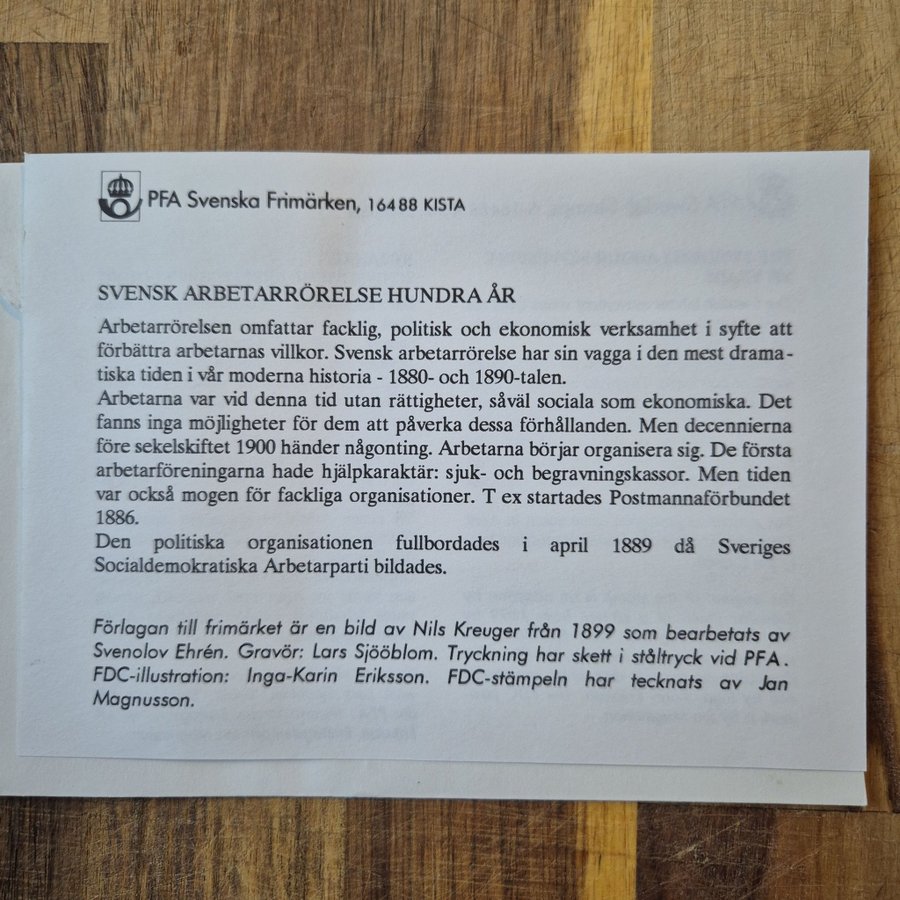 PFA Svenska Frimärken, 164 88 KISTA
SVENSK ARBETARRÖRELSE HUNDRA ÅR
Arbetarrörelsen omfattar facklig, politisk och ekonomisk verksamhet i syfte att
förbättra arbetarnas villkor. Svensk arbetarrörelse har sin vagga i den mest drama-
tiska tiden i vår moderna historia - 1880- och 1890-talen.
Arbetarna var vid denna tid utan rättigheter, såväl sociala som ekonomiska. Det
fanns inga möjligheter för dem att påverka dessa förhållanden. Men decennierna
före sekelskiftet 1900 händer någonting. Arbetarna börjar organisera sig. De första
arbetarföreningarna hade hjälpkaraktär: sjuk- och begravningskassor. Men tiden
var också mogen för fackliga organisationer. T ex startades Postmannaförbundet
1886.
Den politiska organisationen fullbordades i april 1889 då Sveriges
Socialdemokratiska Arbetarparti bildades.
Förlagan till frimärket är en bild av Nils Kreuger från 1899 som bearbetats av
Svenolov Ehrén. Gravör: Lars Sjööblom. Tryckning har skett i ståltryck vid PFA.
FDC-illustration: Inga-Karin Eriksson. FDC-stämpeln har tecknats av Jan
Magnusson.